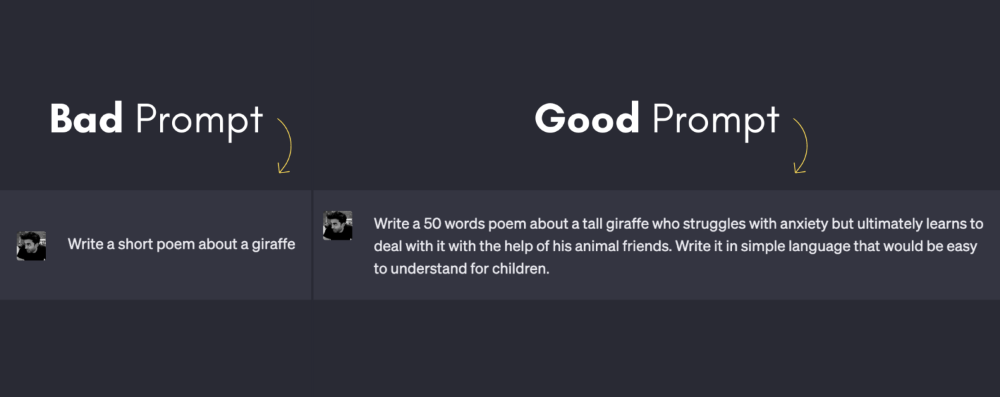 Bad Prompt
Write a short poem about a giraffe
Good Prompt
Write a 50 words poem about a tall giraffe who struggles with anxiety but ultimately learns to
deal with it with the help of his animal friends. Write it in simple language that would be easy
to understand for children.